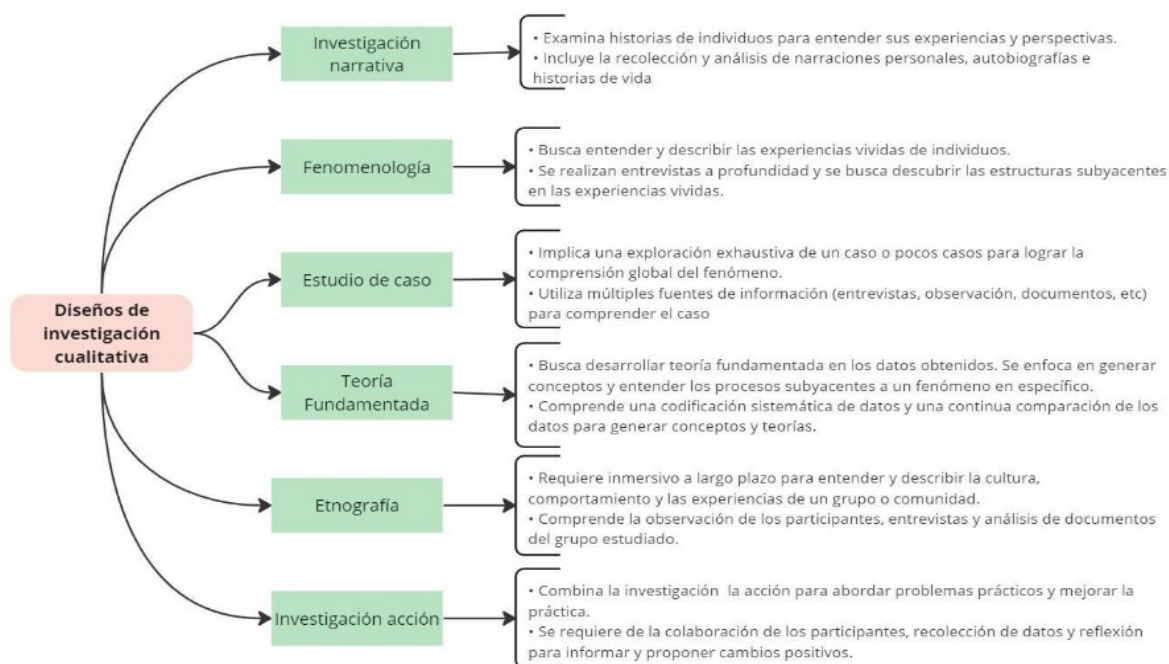 Diseños de
investigación
cualitativa
Investigación
narrativa
• Examina historias de individuos para entender sus experiencias y perspectivas.
• Incluye la recolección y análisis de narraciones personales, autobiografías e
historias de vida
Fenomenología
• Busca entender y describir las experiencias vividas de individuos.
• Se realizan entrevistas a profundidad y se busca descubrir las estructuras subyacentes
en las experiencias vividas.
Estudio de caso
• Implica una exploración exhaustiva de un caso o pocos casos para lograr la
comprensión global del fenómeno.
• Utiliza múltiples fuentes de información (entrevistas, observación, documentos, etc)
para comprender el caso
Teoría
Fundamentada
• Busca desarrollar teoría fundamentada en los datos obtenidos. Se enfoca en generar
conceptos y entender los procesos subyacentes a un fenómeno en específico.
• Comprende una codificación sistemática de datos y una continua comparación de los
datos para generar conceptos y teorías.
Etnografía
• Requiere inmersivo a largo plazo para entender y describir la cultura,
comportamiento y las experiencias de un grupo o comunidad.
• Comprende la observación de los participantes, entrevistas y análisis de documentos
del grupo estudiado.
Investigación acción
• Combina la investigación la acción para abordar problemas prácticos y mejorar la
práctica.
• Se requiere de la colaboración de los participantes, recolección de datos y reflexión
para informar y proponer cambios positivos.